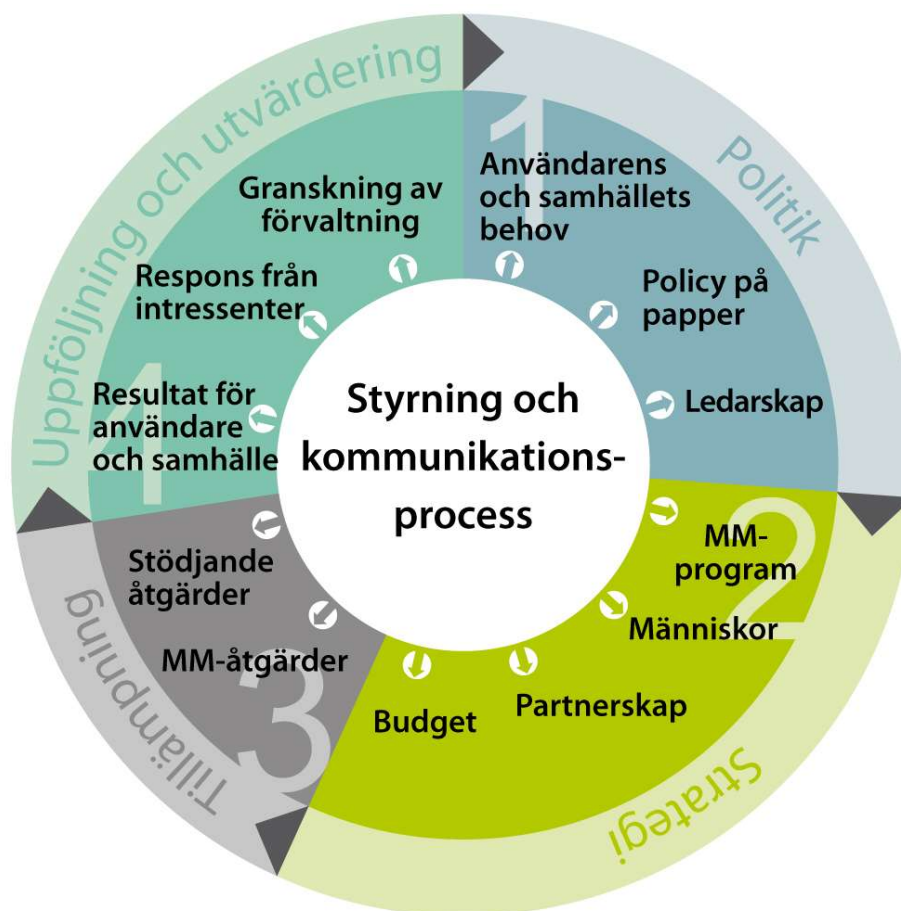 Styrning och
kommunikations-
process
1
Politik
Användarens
och samhällets
behov
Policy på
papper
Ledarskap
2
Strategi
MM-
program
Människor
Partnerskap
Budget
3
Tillämpning
MM-åtgärder
Stödjande
åtgärder
4
Uppföljning och utvärdering
Resultat för
användare
och samhälle
Respons från
intressenter
Granskning av
förvaltning